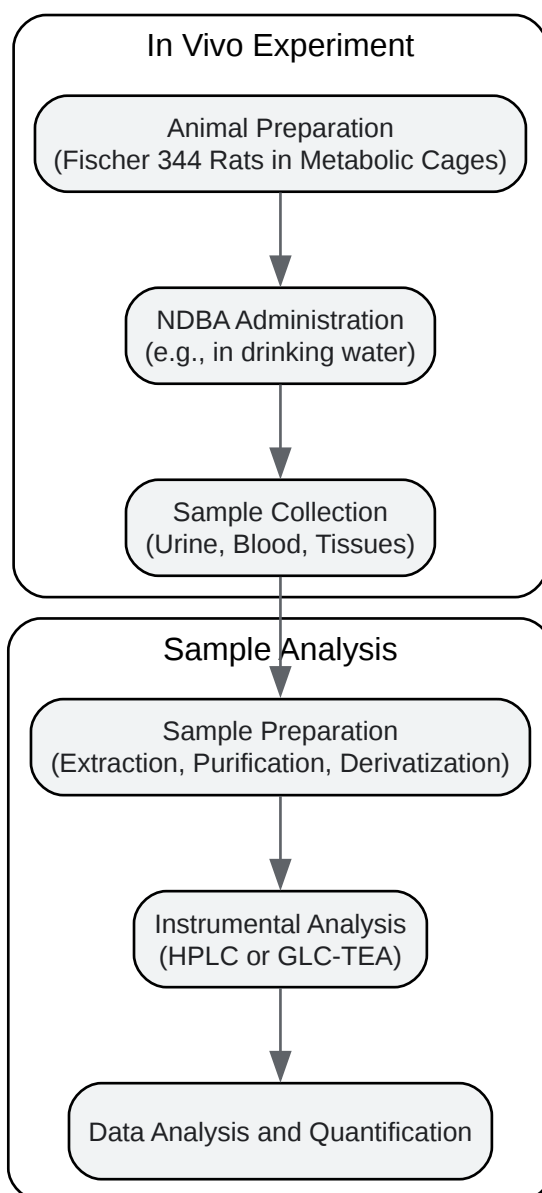 In Vivo Experiment
Animal Preparation
(Fischer 344 Rats in Metabolic Cages)
NDBA Administration
(e.g., in drinking water)
Sample Collection
(Urine, Blood, Tissues)
Sample Analysis
Sample Preparation
(Extraction, Purification, Derivatization)
Instrumental Analysis
(HPLC or GLC-TEA)
Data Analysis and Quantification